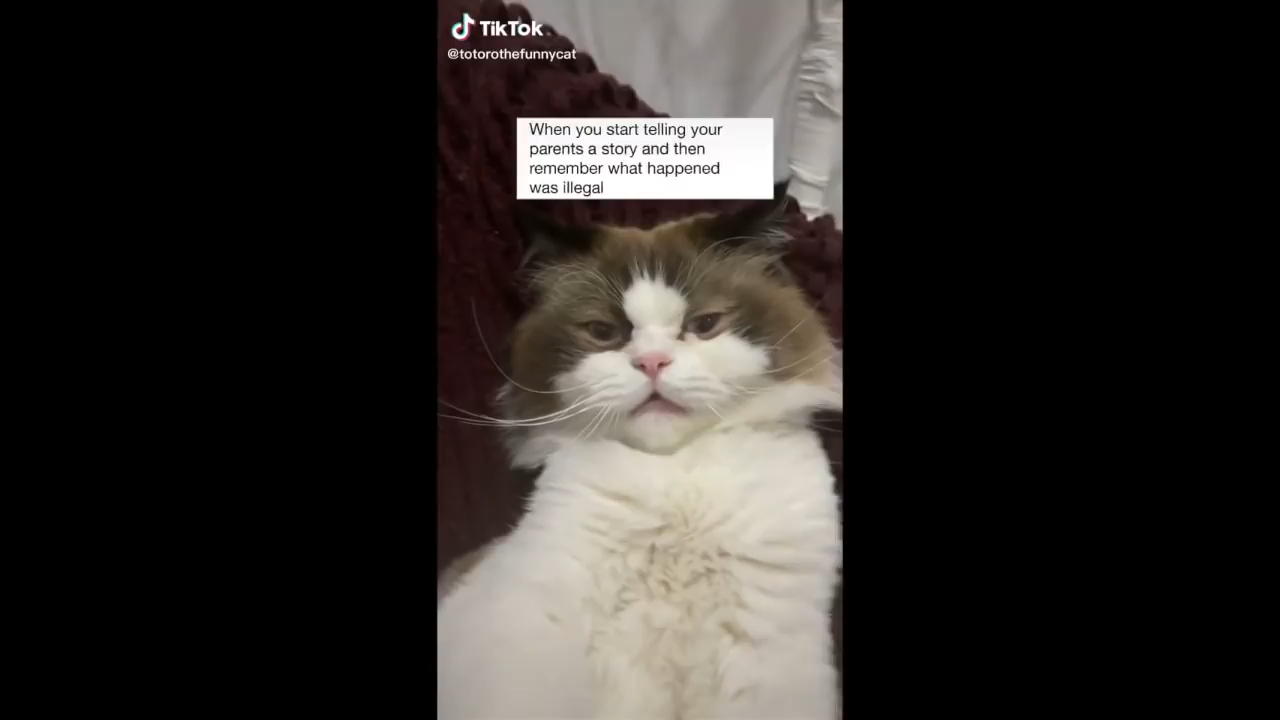 TikTok
@totorothefunnycat
When you start telling your
parents a story and then
remember what happened
was illegal